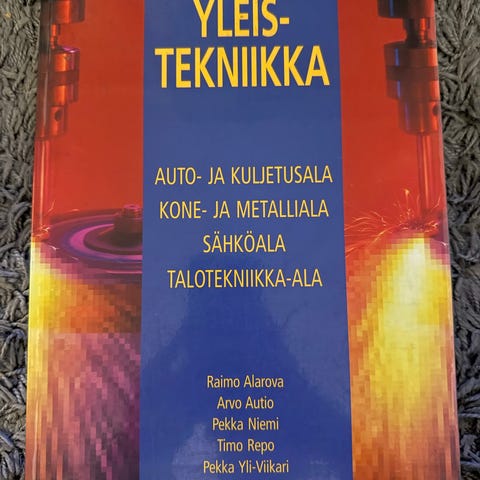 YLEIS-
TEKNIIKKA
AUTO- JA KULJETUSALA
KONE- JA METALLIALA
SÄHKÖALA
TALOTEKNIIKKA-ALA
Raimo Alarova
Arvo Autio
Pekka Niemi
Timo Repo
Pekka Yli-Viikari